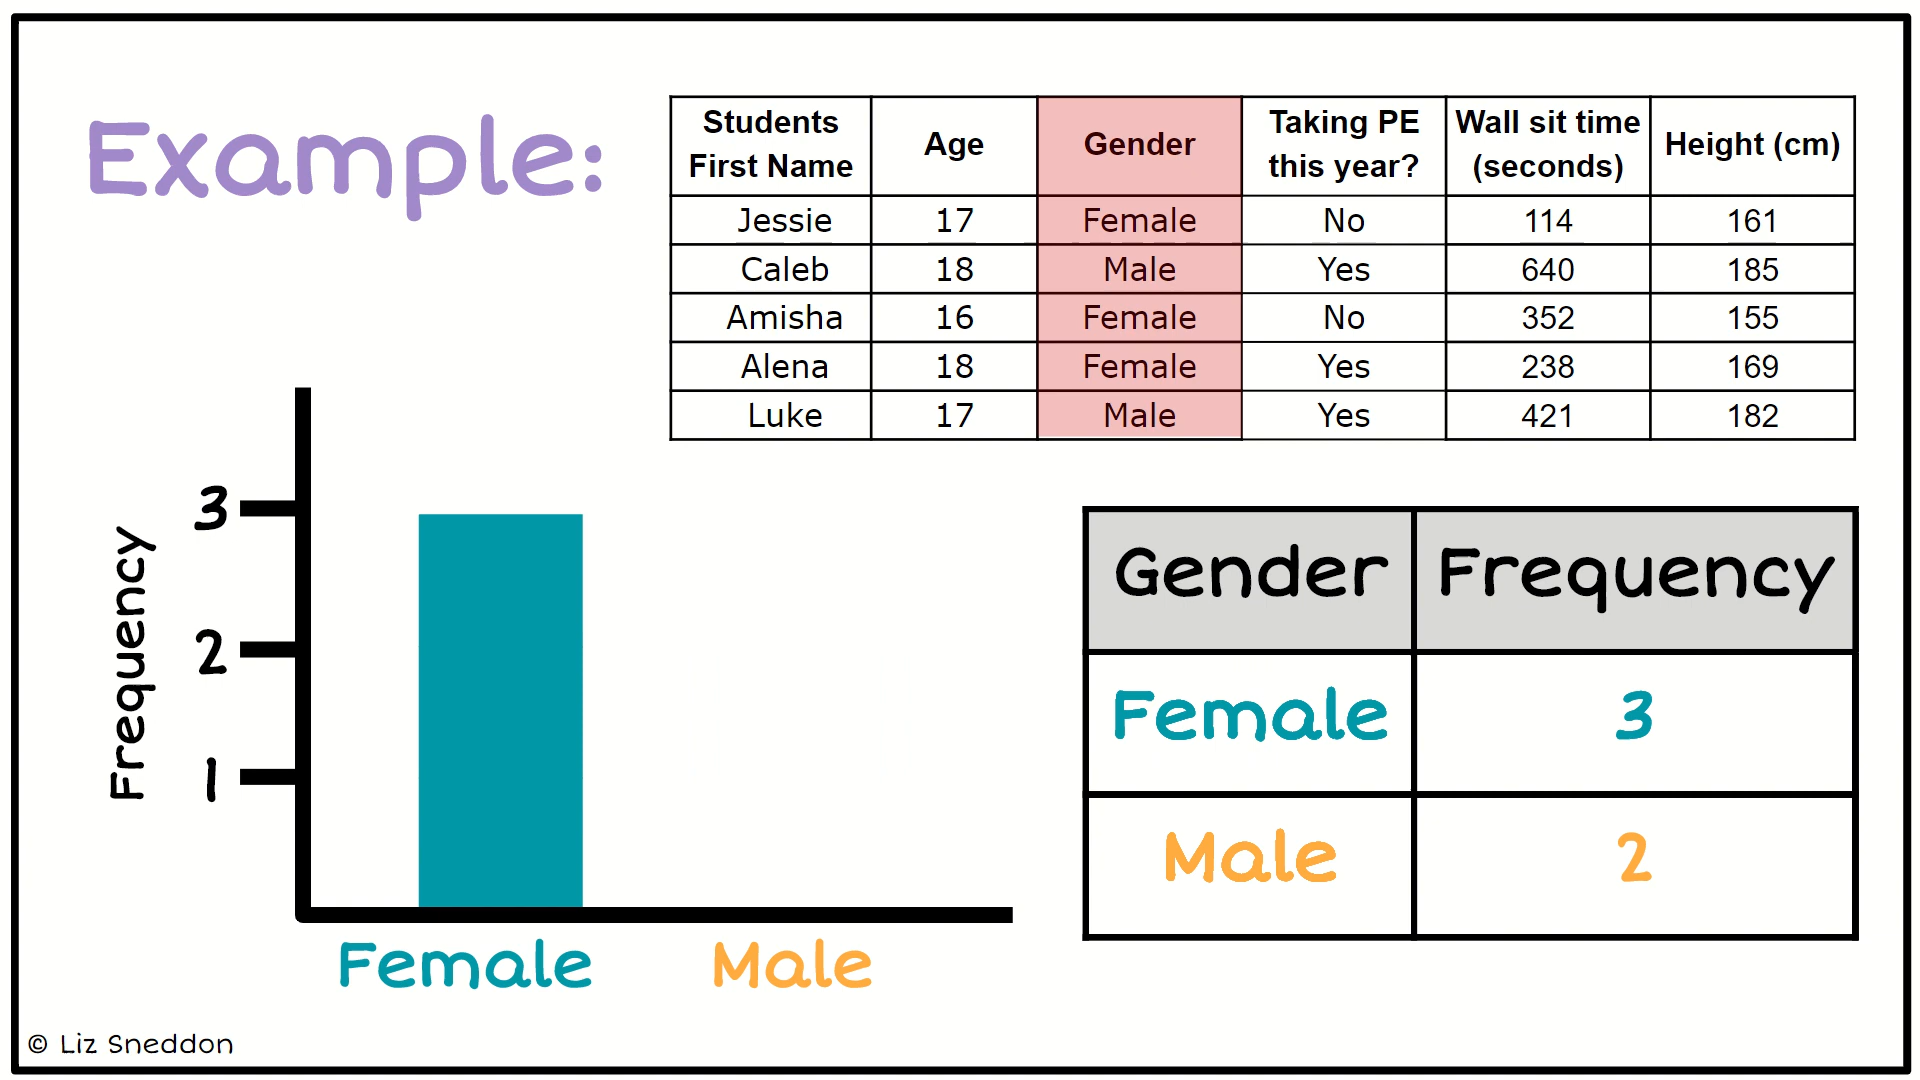 Example:
Students First Name Age Gender Taking PE this year? Wall sit time (seconds) Height (cm)
Jessie 17 Female No 114 161
Caleb 18 Male Yes 640 185
Amisha 16 Female No 352 155
Alena 18 Female Yes 238 169
Luke 17 Male Yes 421 182
Frequency
3
2
1
Female Male
Gender Frequency
Female 3
Male 2
© Liz Sneddon